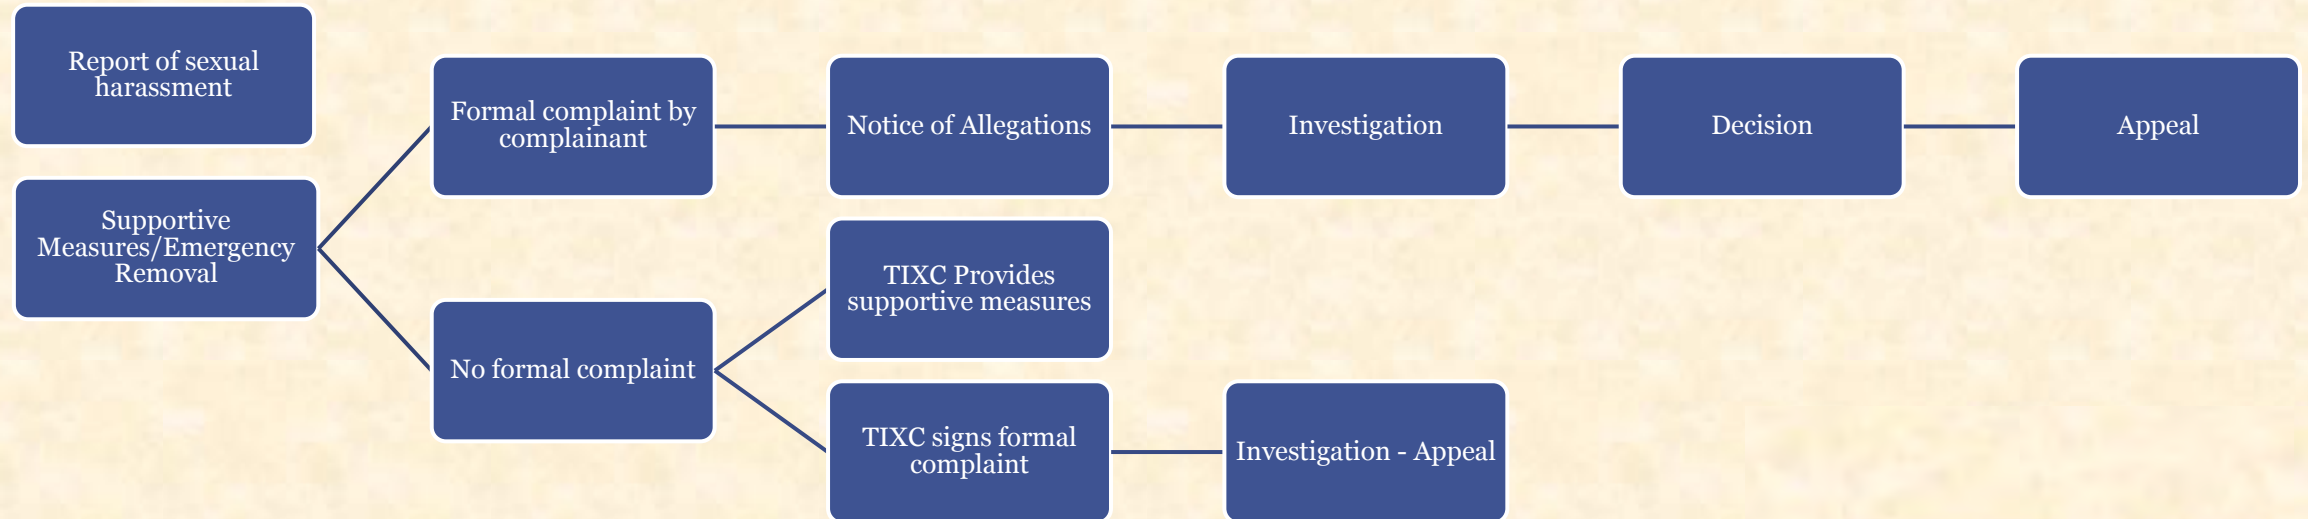 Report of sexual
harassment
Supportive
Measures/Emergency
Removal
Formal complaint by
complainant
Notice of Allegations
Investigation
Decision
Appeal
No formal complaint
TIXC Provides
supportive measures
TIXC signs formal
complaint
Investigation - Appeal